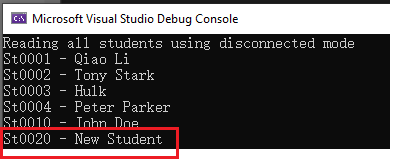 Microsoft Visual Studio Debug Console
Reading all students using disconnected mode
St0001 - Qiao Li
St0002 - Tony Stark
St0003 - Hulk
St0004 - Peter Parker
St0010 - John Doe
St0020 - New Student